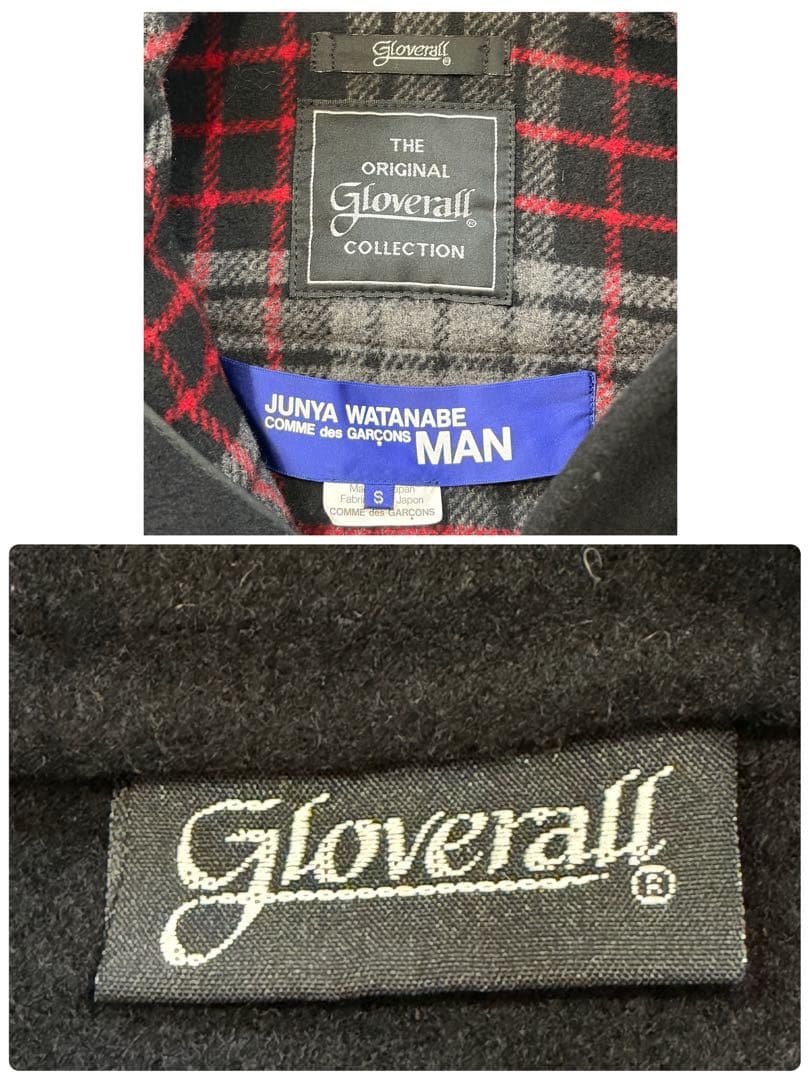 Gloverall ®
THE
ORIGINAL
Gloverall ®
COLLECTION
JUNYA WATANABE
COMME des GARÇONS MAN
S
Japon
COMME des GARÇONS
Gloverall ®